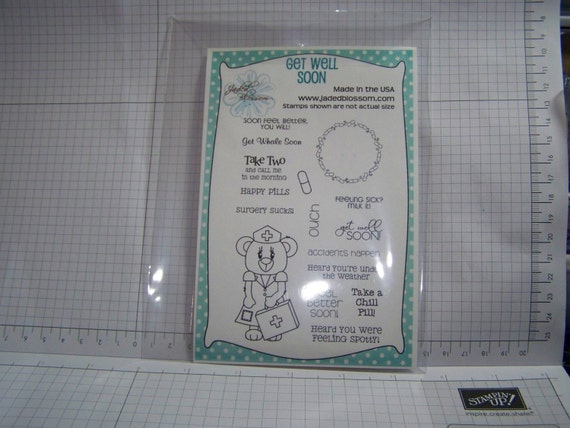 GET WELL
SOON
Jaded
Blossom
Made in the USA
www.jadedblossom.com
Stamps shown are not actual size
SOON FEEL BETTER
YOU WILL!
Get Whale Soon
Take Two
and call me
in the morning
HAPPY PILLS
SURGERY SUCKS!
ouch
FEELING SICK?
MILK IT!
get well
SOON!
accidents happen
Heard you're under
the Weather
Better
Soon!
Take a
Chill
Pill!
Heard You Were
Feeling Spotty!
STAMPIN' UP!
inspire.create.share.